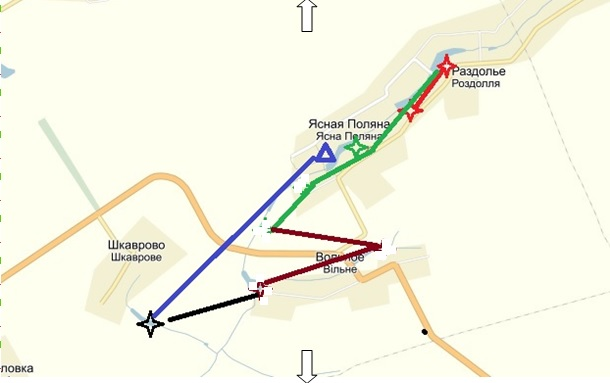 Раздолье
Роздолля
Ясная Поляна
Ясна Поляна
Шкаврово
Шкаврове
Вольное
Вільне
ловка